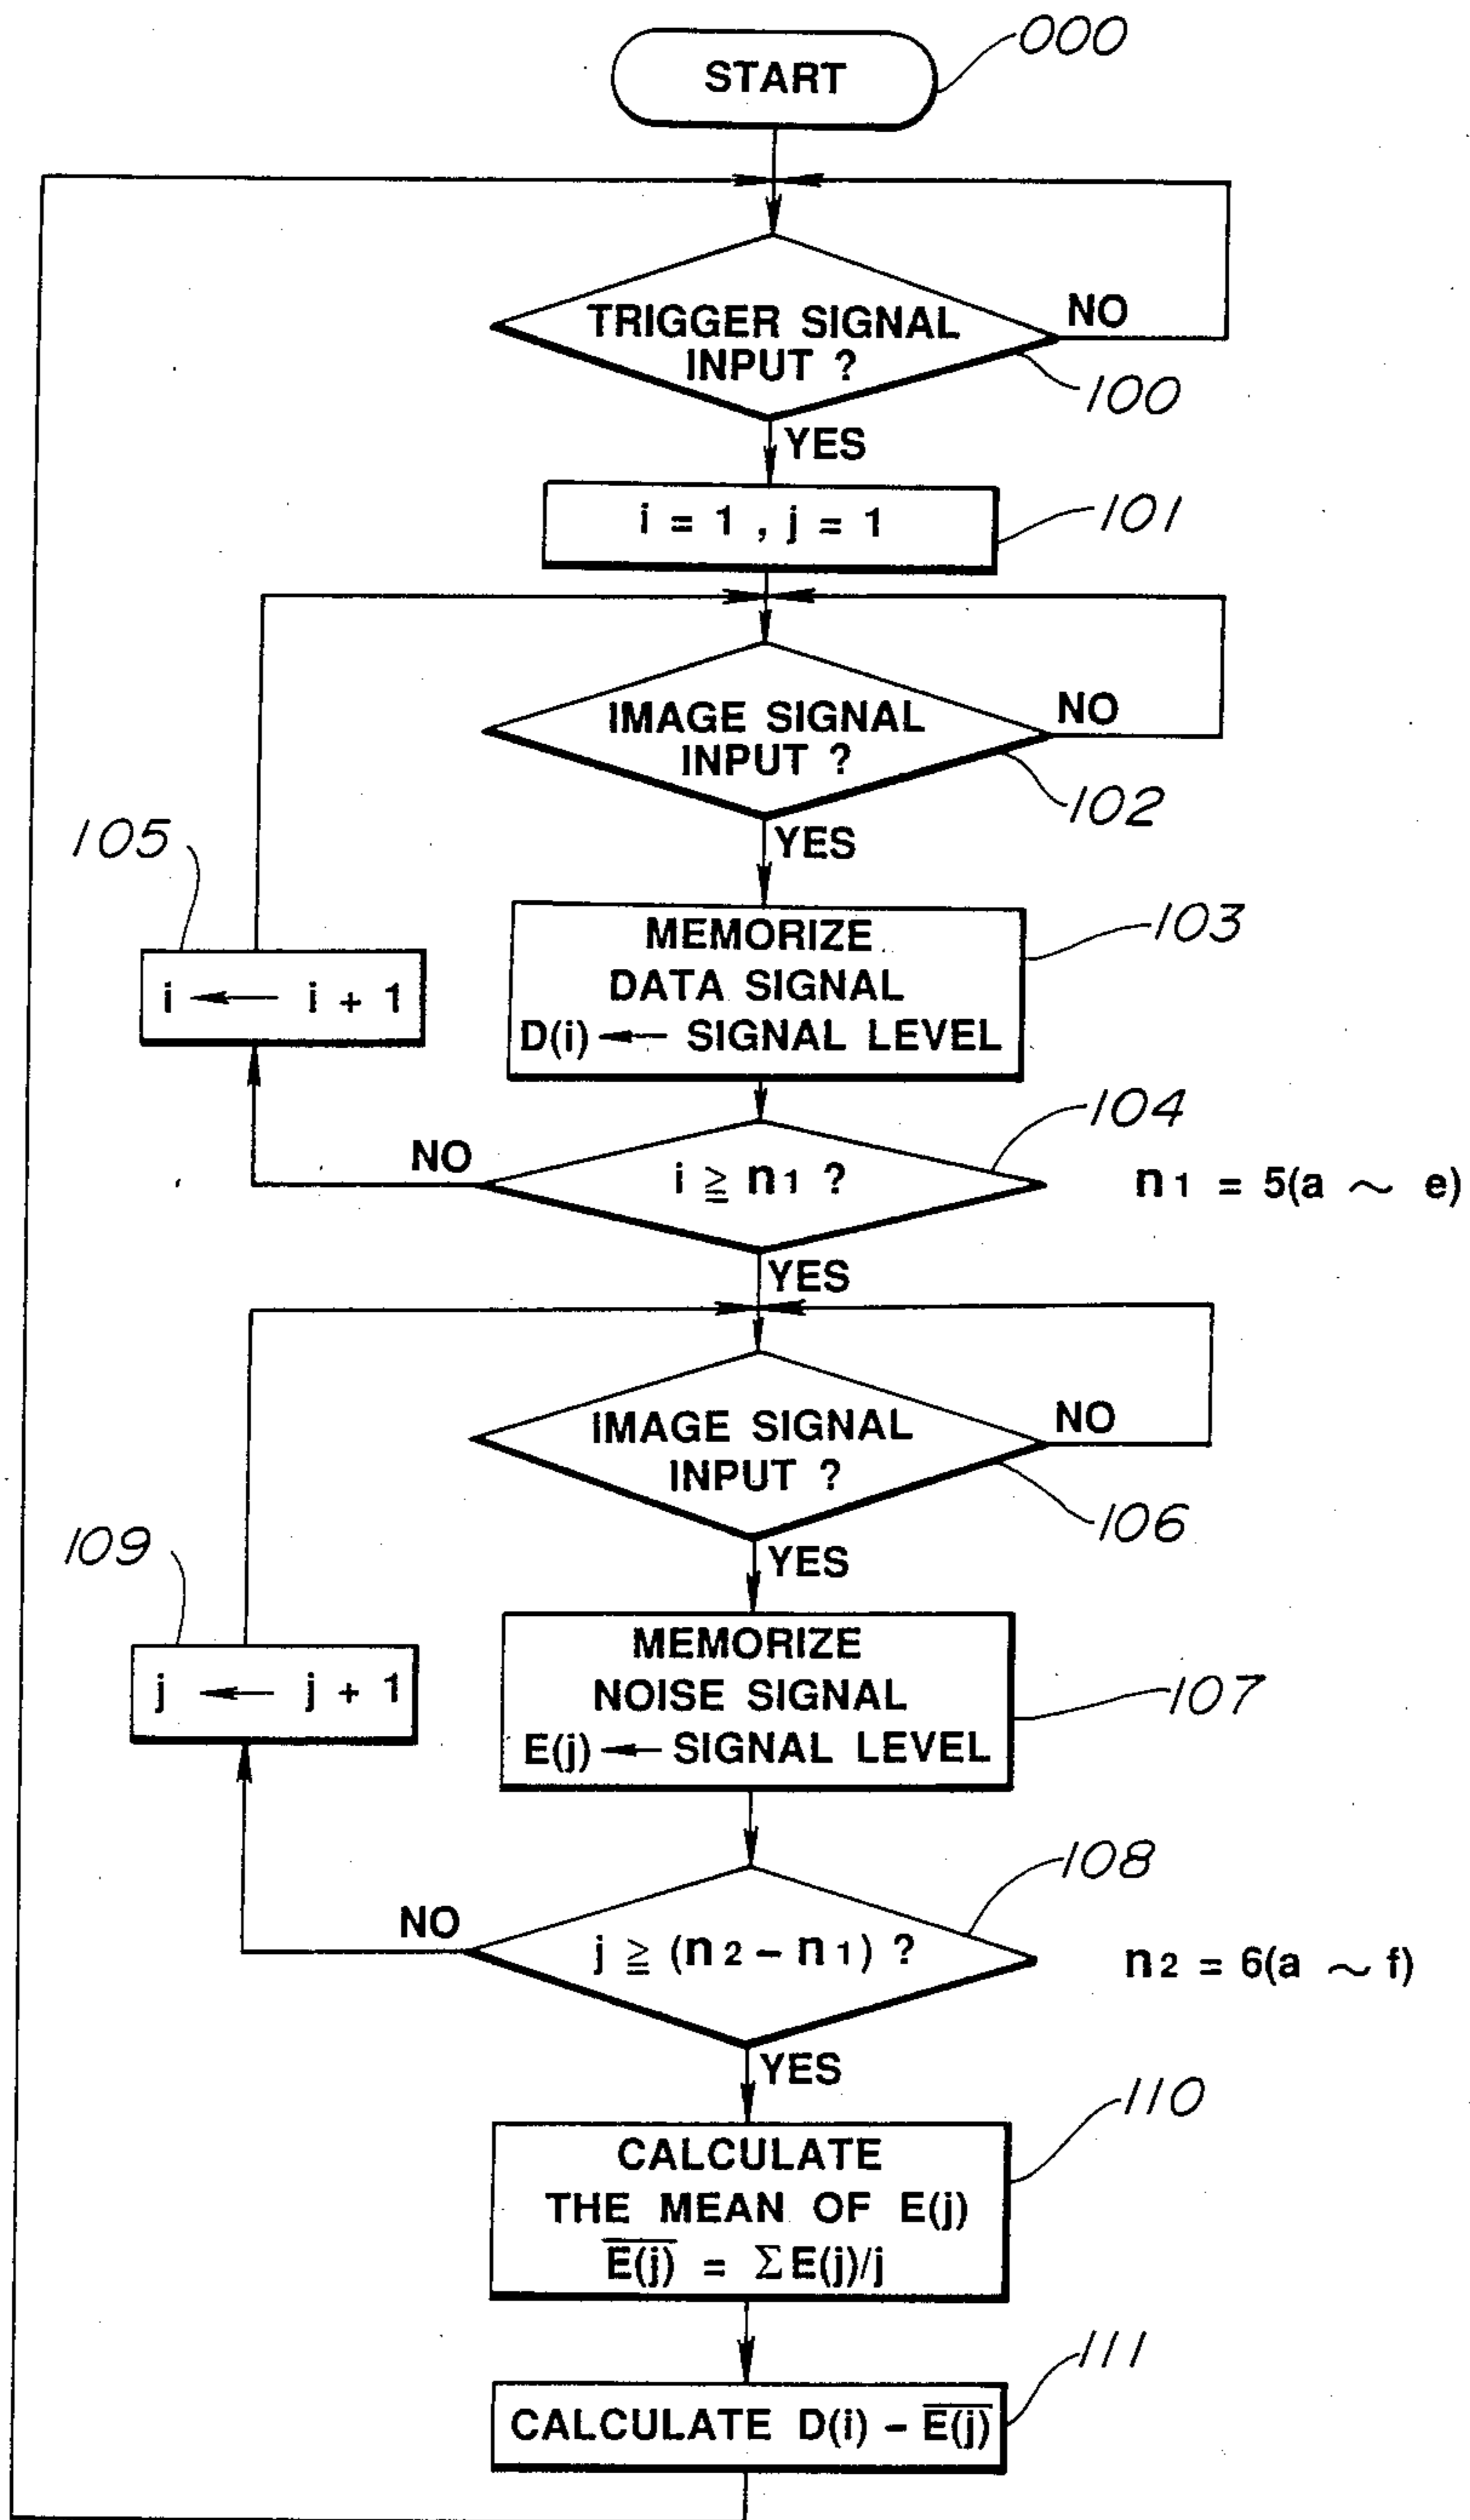 START
000
TRIGGER SIGNAL
INPUT ?
NO
100
YES
i = 1 , j = 1
101
IMAGE SIGNAL
INPUT ?
NO
102
YES
105
i ← i + 1
MEMORIZE
DATA SIGNAL
D(i) ← SIGNAL LEVEL
103
104
NO
i ≧ n1 ?
n1 = 5(a ~ e)
YES
IMAGE SIGNAL
INPUT ?
NO
106
YES
109
j ← j + 1
MEMORIZE
NOISE SIGNAL
E(j) ← SIGNAL LEVEL
107
108
NO
j ≧ (n2 - n1) ?
n2 = 6(a ~ f)
YES
110
CALCULATE
THE MEAN OF E(j)
E̅(̅j̅)̅ = ΣE(j)/j
111
CALCULATE D(i) - E̅(̅j̅)̅